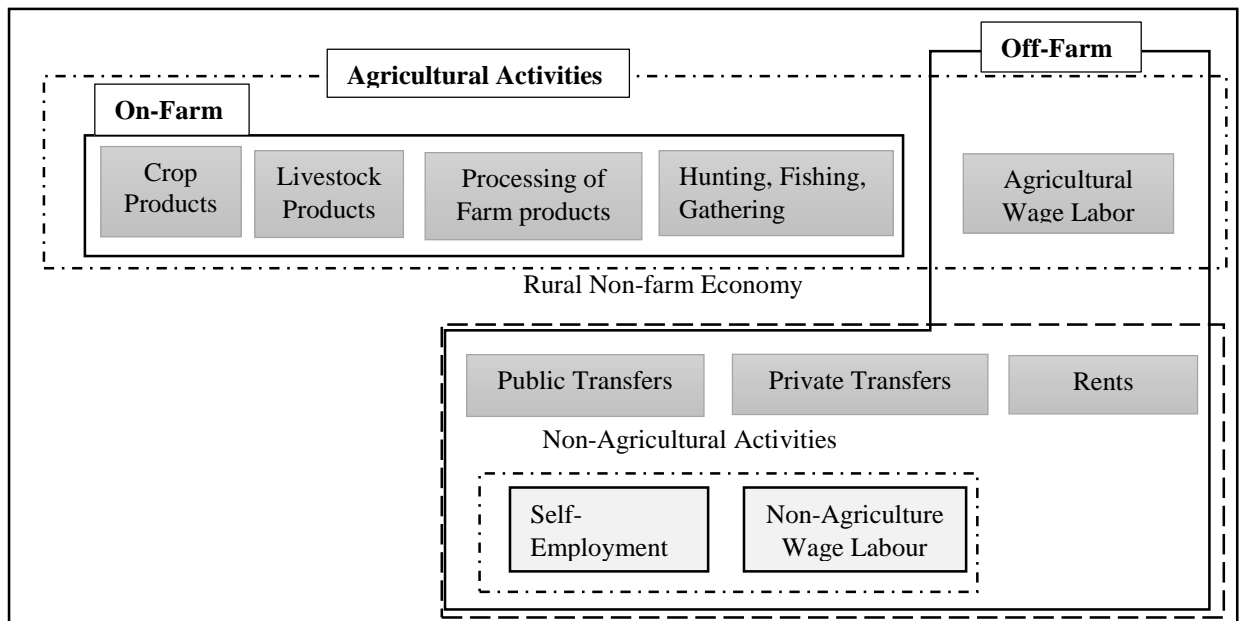 Off-Farm
Agricultural Activities
On-Farm
Crop
Products
Livestock
Products
Processing of
Farm products
Hunting, Fishing,
Gathering
Agricultural
Wage Labor
Rural Non-farm Economy
Public Transfers
Private Transfers
Rents
Non-Agricultural Activities
Self-
Employment
Non-Agriculture
Wage Labour